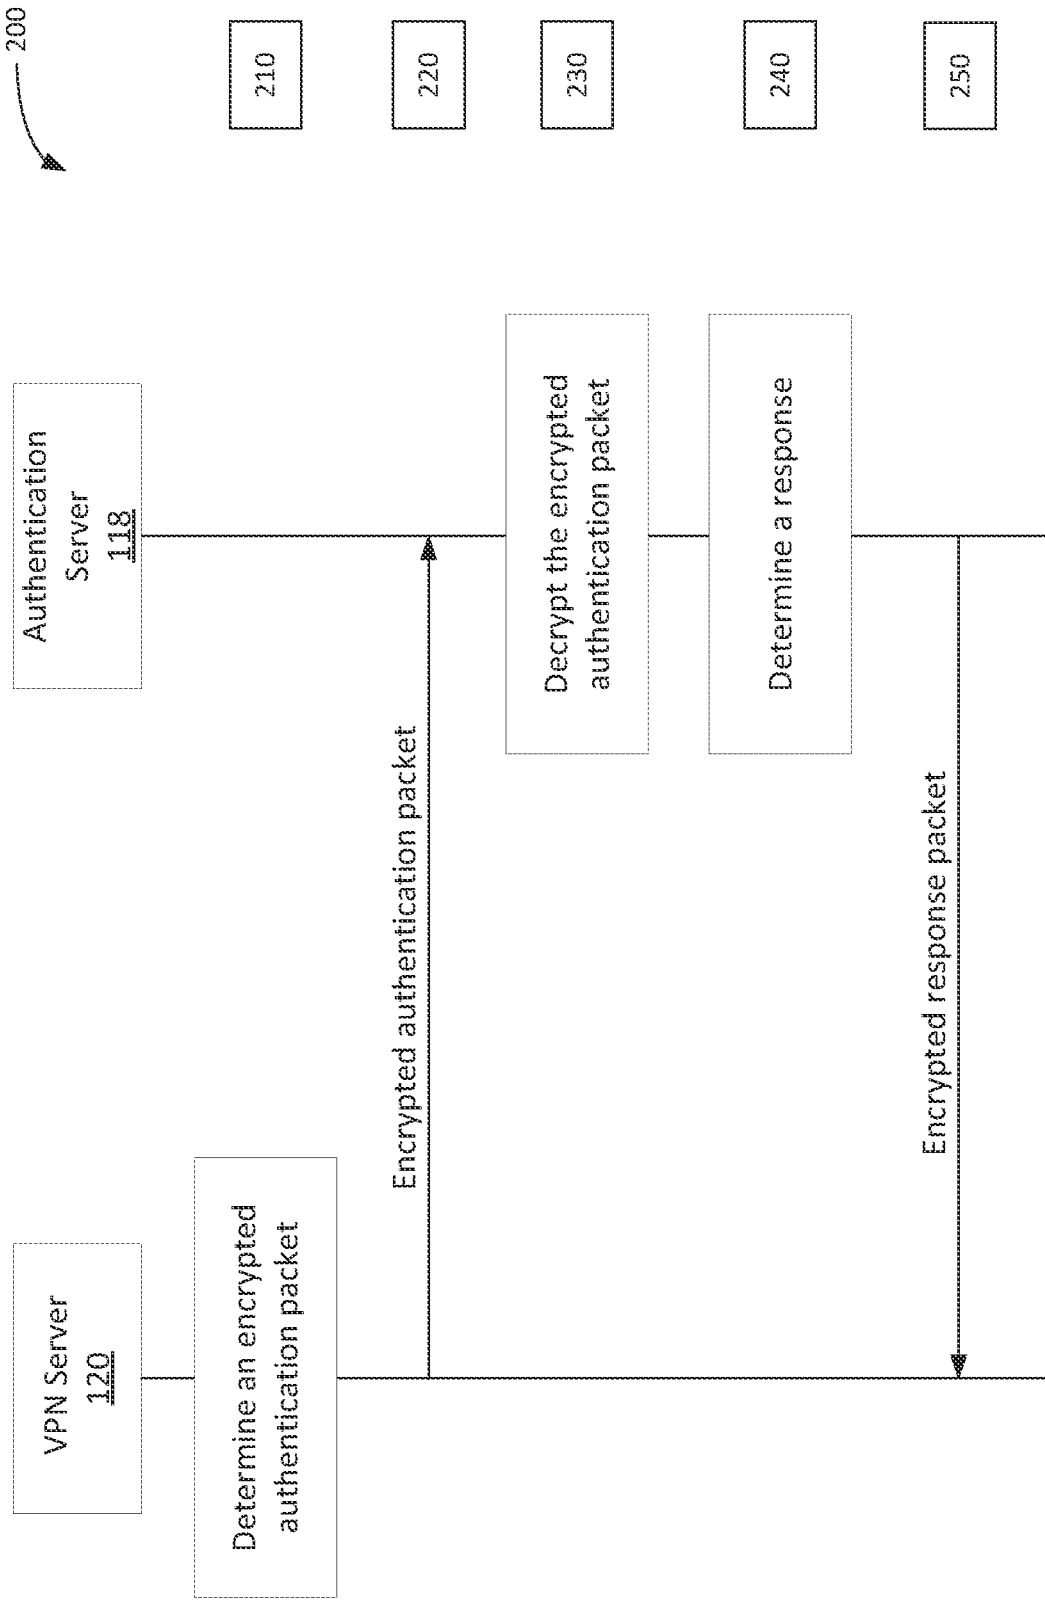 200
VPN Server
120
Authentication
Server
118
Determine an encrypted
authentication packet
210
Encrypted authentication packet
220
Decrypt the encrypted
authentication packet
230
Determine a response
240
Encrypted response packet
250